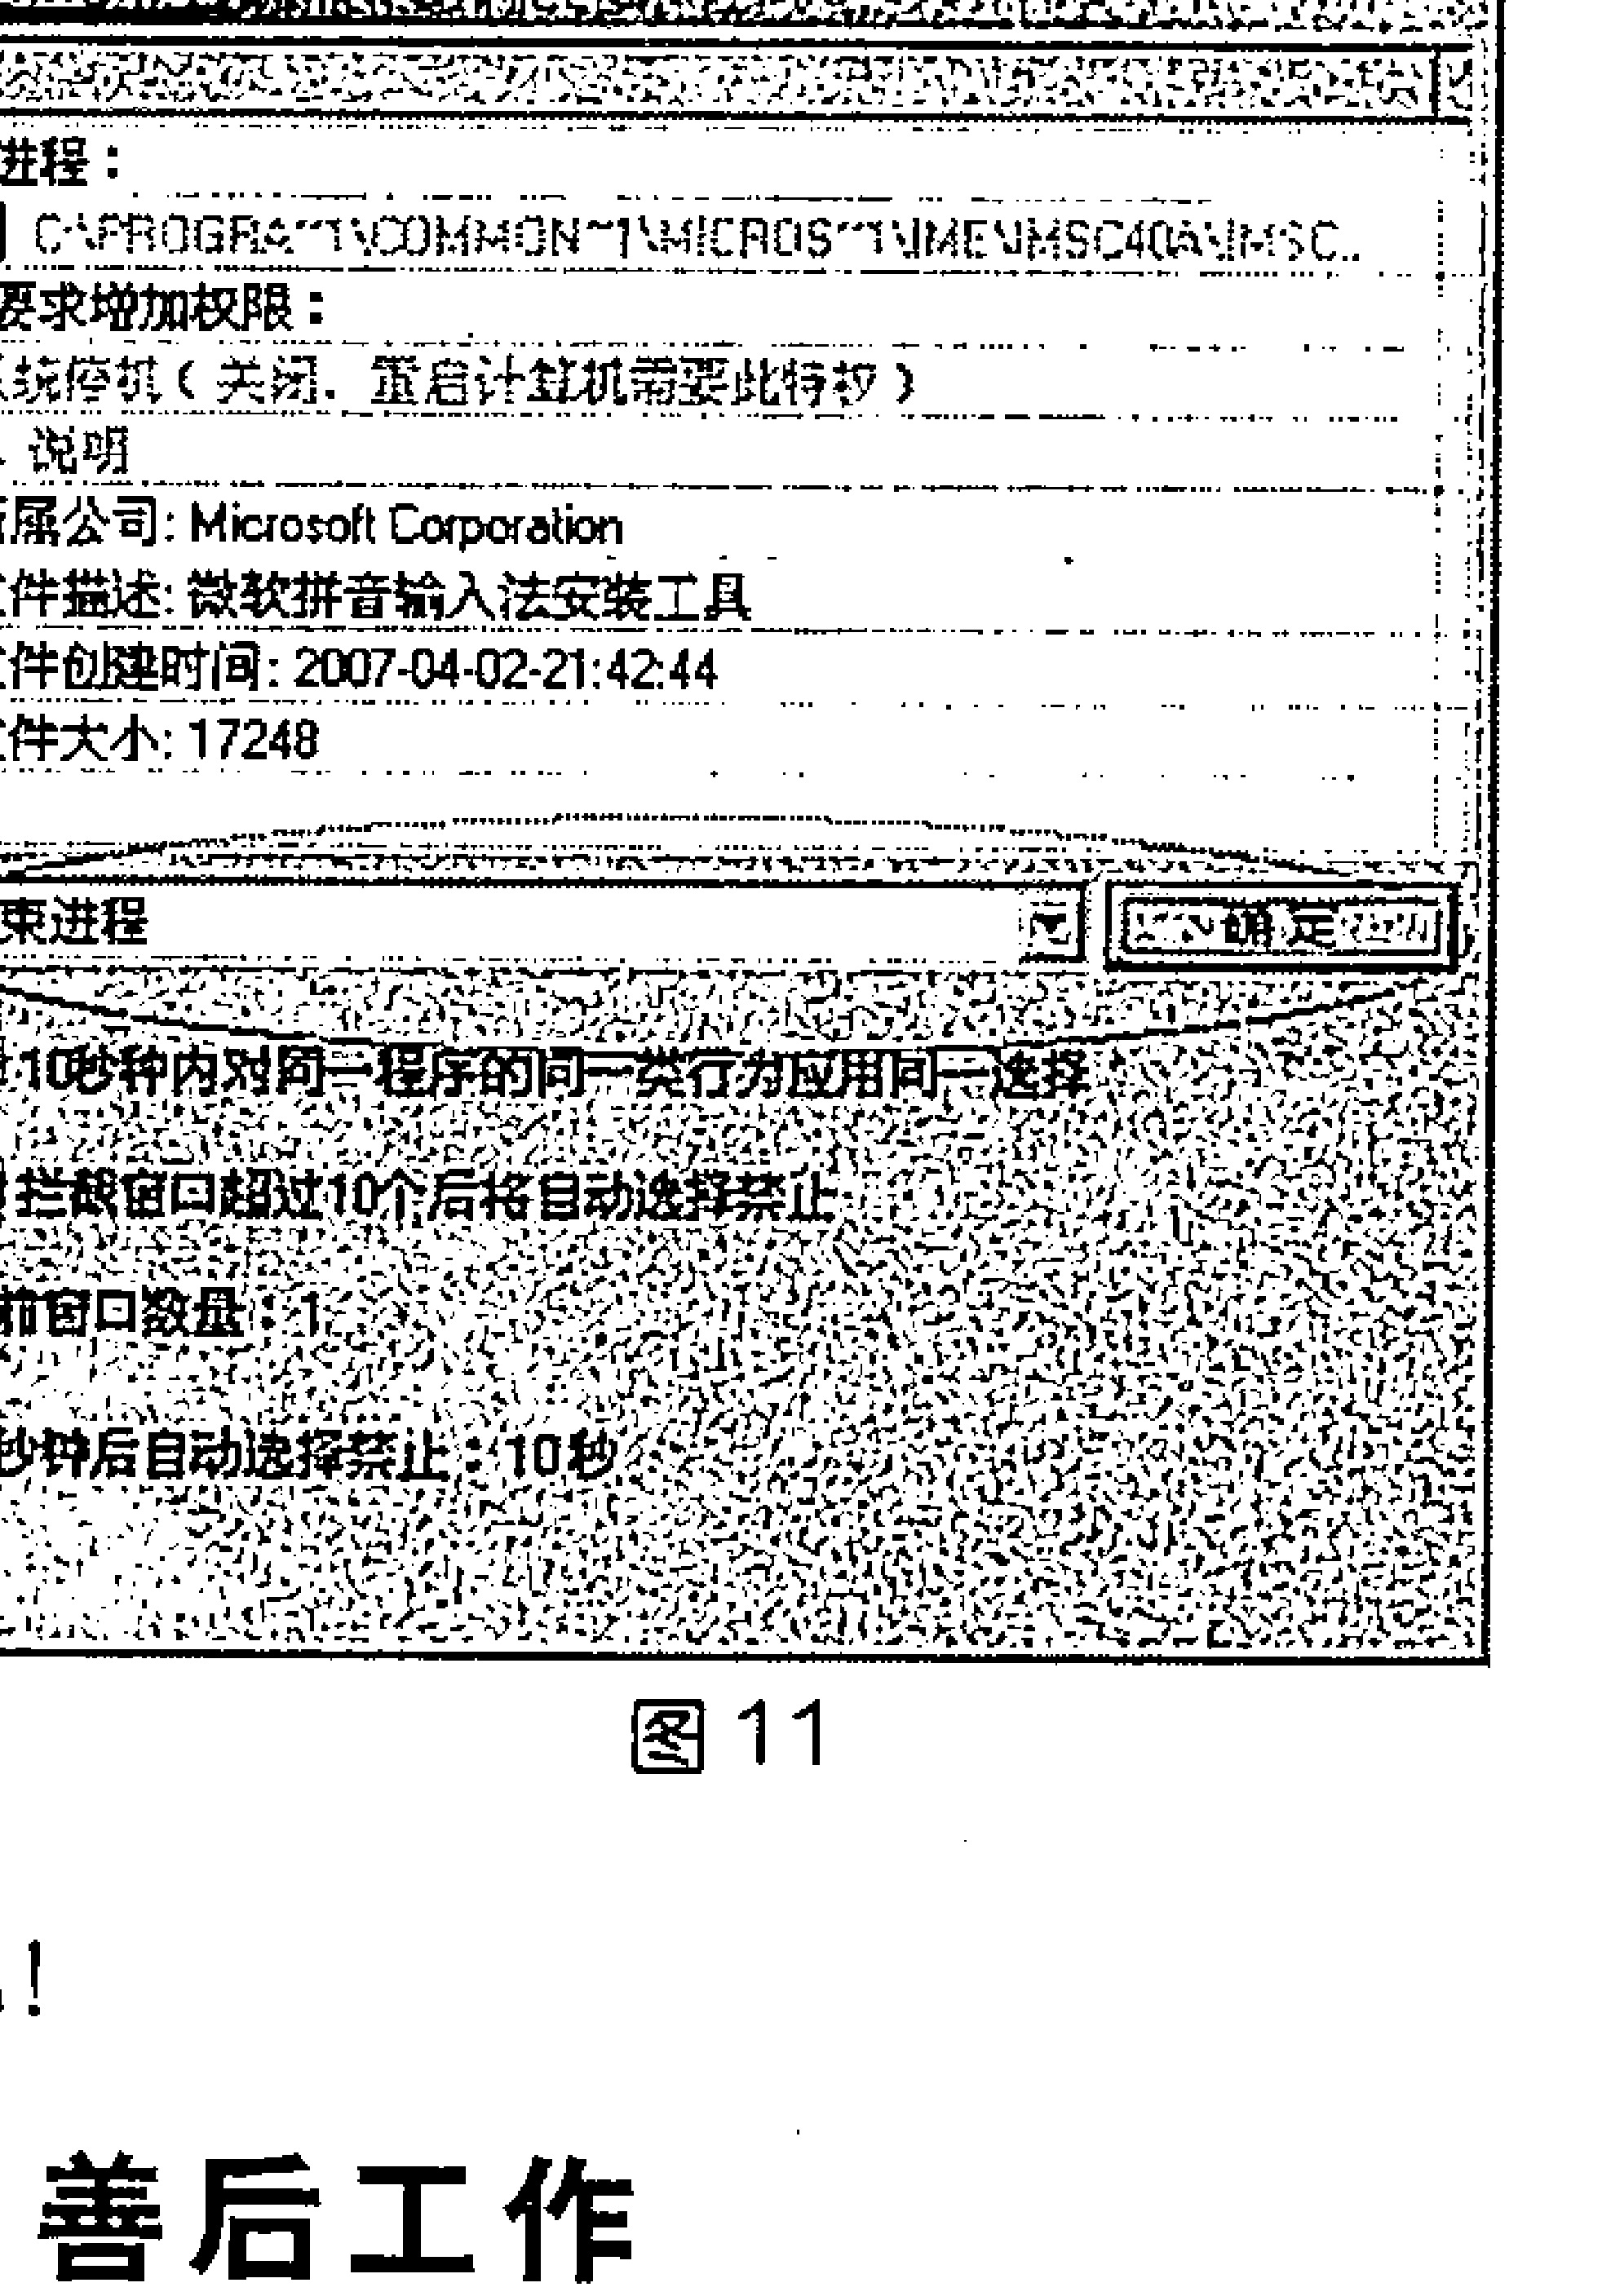 进程：
C:\PROGRA~1\COMMON~1\MICROS~1\IME\IMSC40A\IMSC..
要求增加权限：
系统停机（关闭、重启计算机需要此特权）
说明
所属公司: Microsoft Corporation
文件描述: 微软拼音输入法安装工具
文件创建时间: 2007-04-02-21:42:44
文件大小: 17248
束进程
确定
10秒种内对同一程序的同一类行为应用同一选择
拦截窗口超过10个后将自动选择禁止
前窗口数量：1
秒钟后自动选择禁止：10秒
图 11
!
善后工作